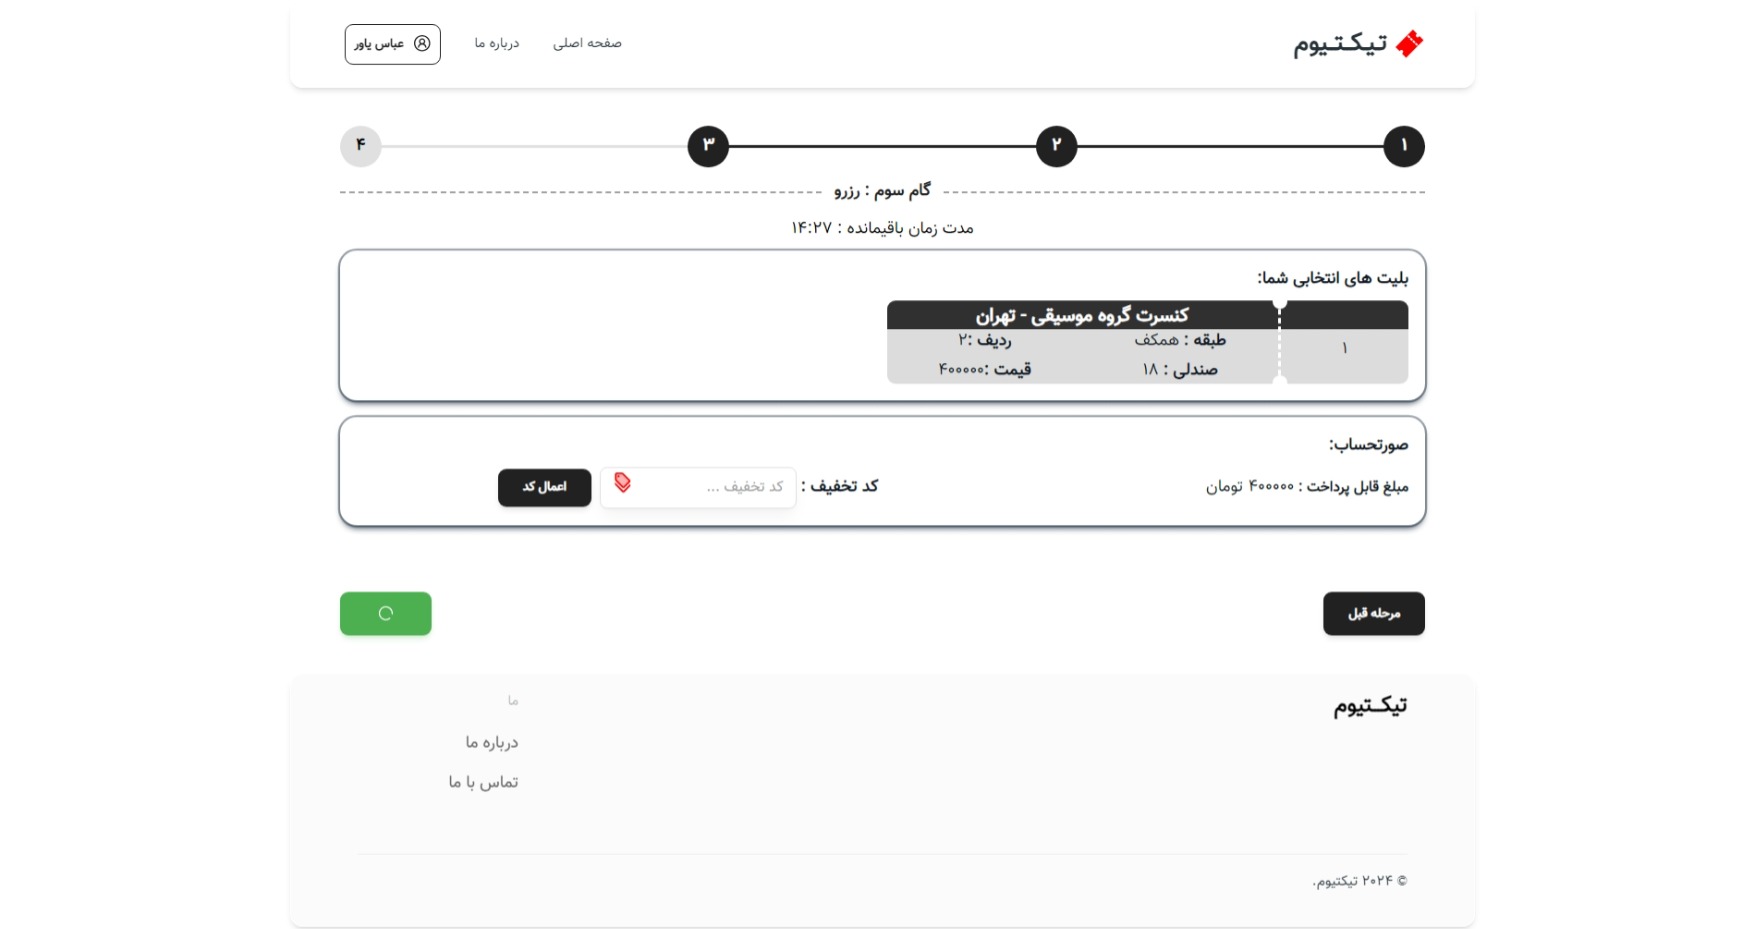 تیکـتـیوم
صفحه اصلی
درباره ما
عباس یاور
۱
۲
۳
۴
گام سوم : رزرو
مدت زمان باقیمانده : ۱۴:۲۷
بلیت های انتخابی شما:
کنسرت گروه موسیقی - تهران
۱
طبقه : همکف
ردیف :۲
صندلی : ۱۸
قیمت :۴۰۰۰۰۰
صورتحساب:
مبلغ قابل پرداخت : ۴۰۰۰۰۰ تومان
کد تخفیف :
کد تخفیف ...
اعمال کد
مرحله قبل
تیکـتیوم
ما
درباره ما
تماس با ما
© ۲۰۲۴ تیکتیوم.